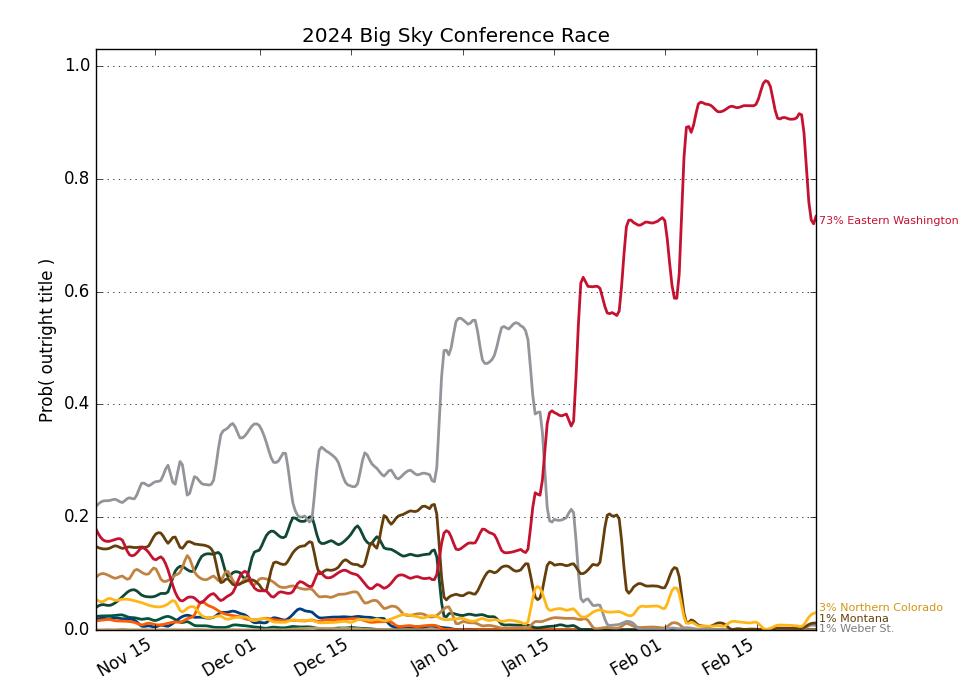 2024 Big Sky Conference Race
1.0
0.8
0.6
0.4
0.2
0.0
Prob( outright title )
73% Eastern Washington
3% Northern Colorado
1% Montana
1% Weber St.
Nov 15
Dec 01
Dec 15
Jan 01
Jan 15
Feb 01
Feb 15